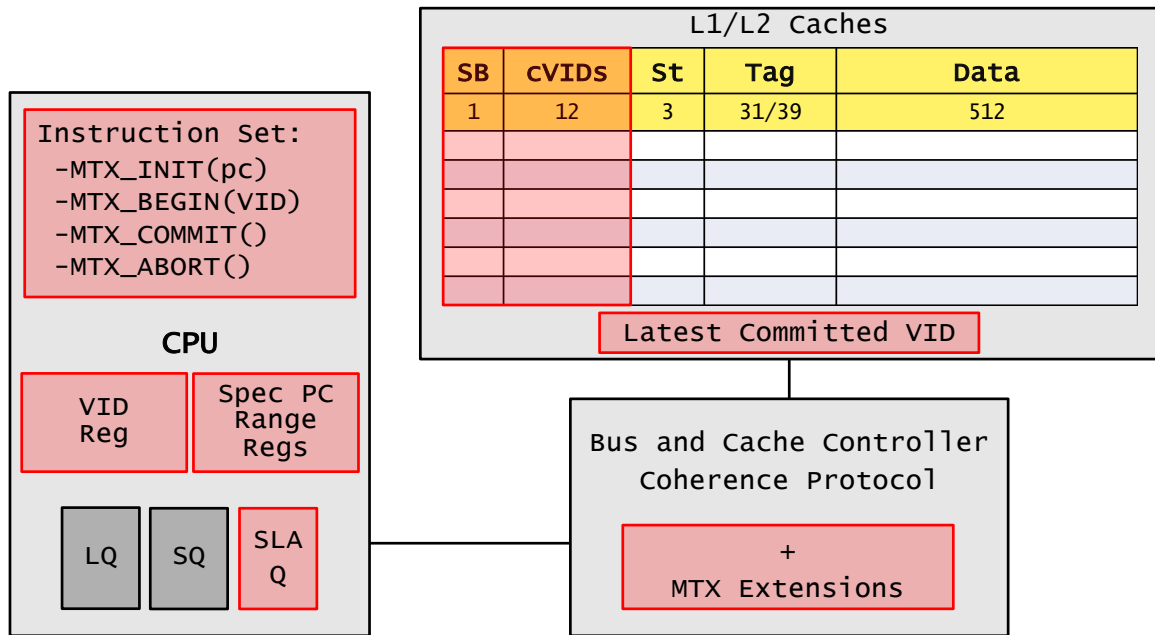 L1/L2 Caches
SB cVIDs St Tag Data
1 12 3 31/39 512
Latest Committed VID
Instruction Set:
-MTX_INIT(pc)
-MTX_BEGIN(VID)
-MTX_COMMIT()
-MTX_ABORT()
CPU
VID
Reg
Spec PC
Range
Regs
LQ
SQ
SLA
Q
Bus and Cache Controller
Coherence Protocol
+
MTX Extensions